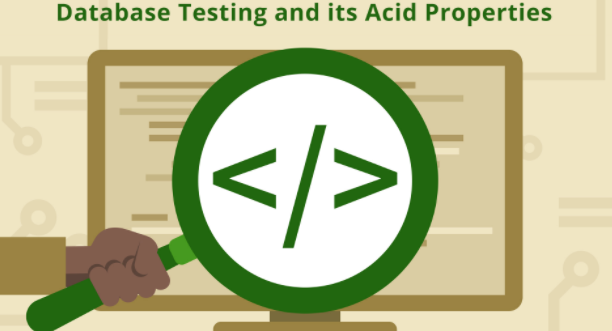 Database Testing and its Acid Properties
</>